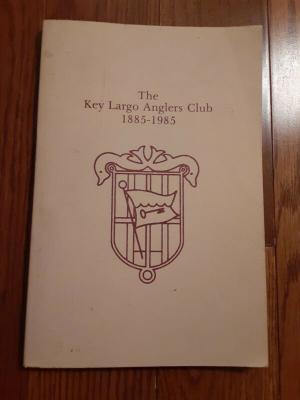 The
Key Largo Anglers Club
1885-1985